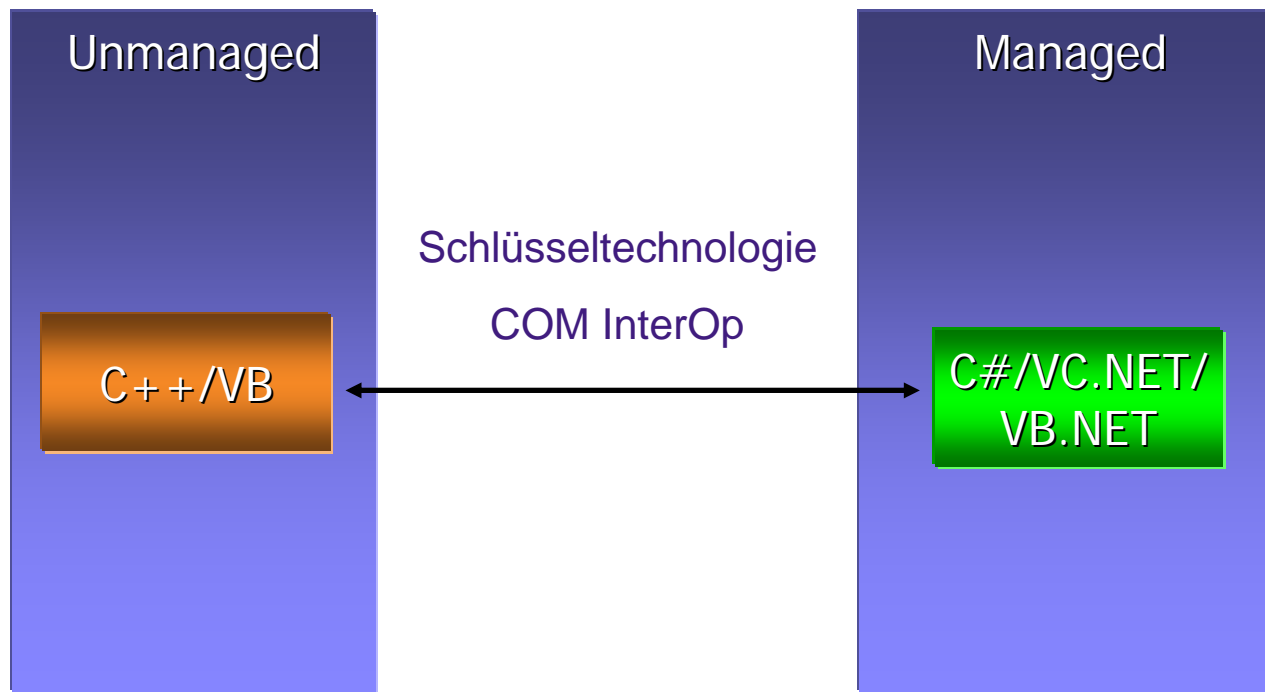 Unmanaged
Managed
Schlüsseltechnologie
COM InterOp
C++/VB
C#/VC.NET/
VB.NET